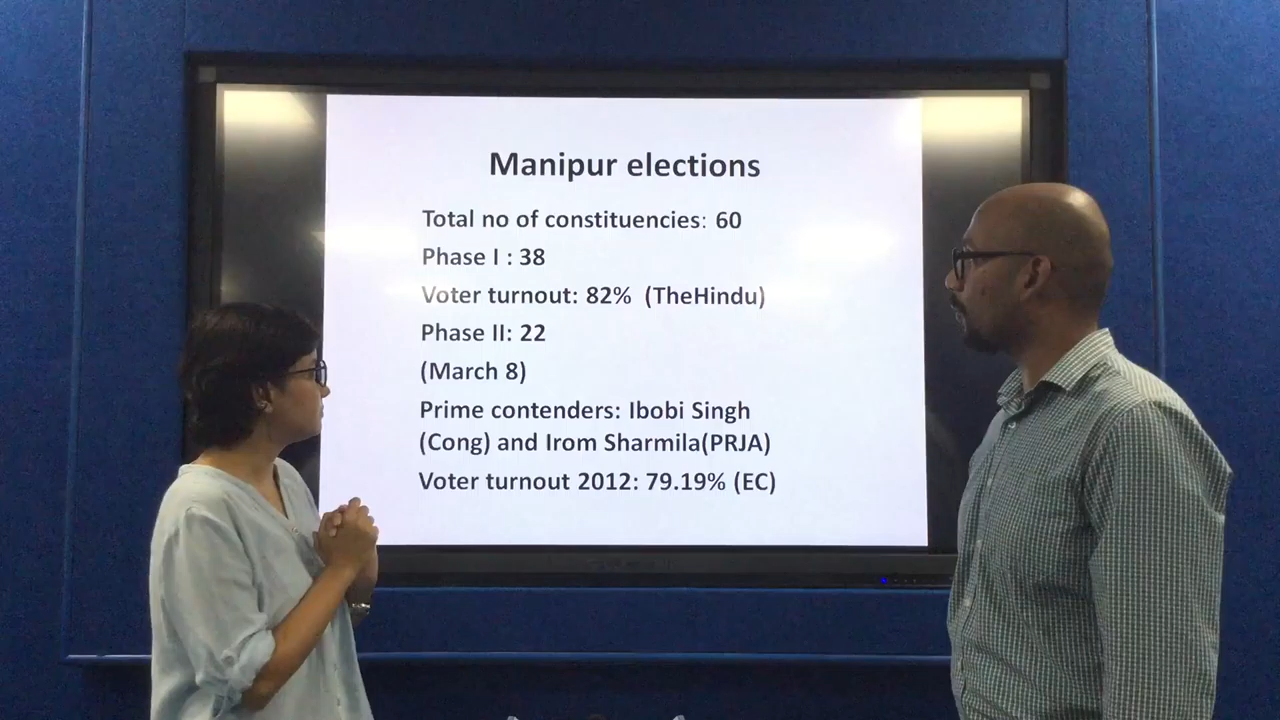 Manipur elections
Total no of constituencies: 60
Phase I : 38
Voter turnout: 82% (TheHindu)
Phase II: 22
(March 8)
Prime contenders: Ibobi Singh
(Cong) and Irom Sharmila(PRJA)
Voter turnout 2012: 79.19% (EC)